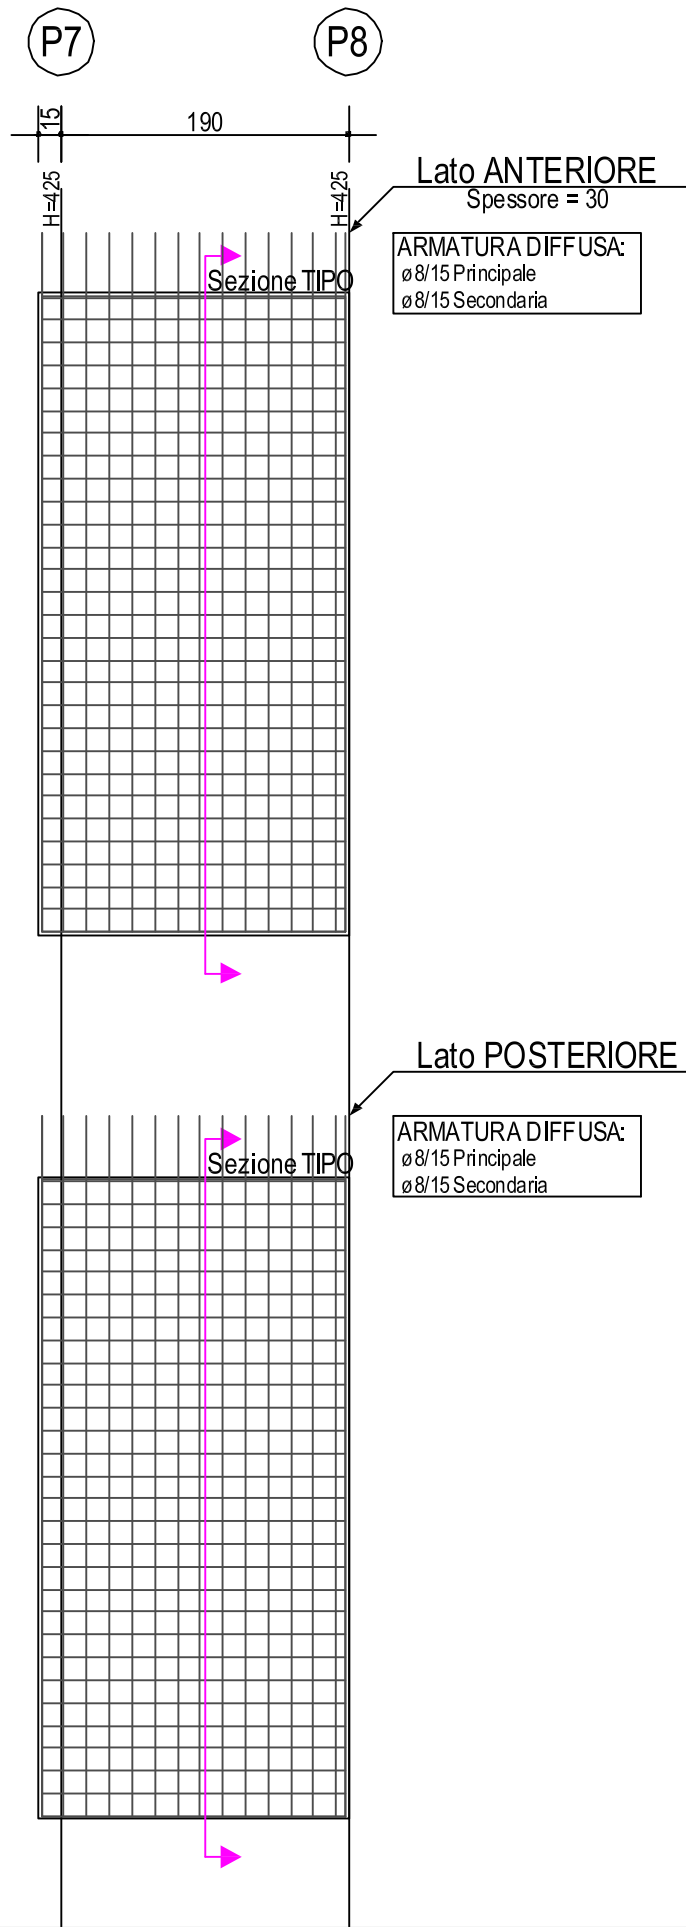 P7
P8
15
190
H=425
H=425
Lato ANTERIORE
Spessore = 30
ARMATURA DIFFUSA:
ø8/15 Principale
ø8/15 Secondaria
Sezione TIPO
Lato POSTERIORE
ARMATURA DIFFUSA:
ø8/15 Principale
ø8/15 Secondaria
Sezione TIPO